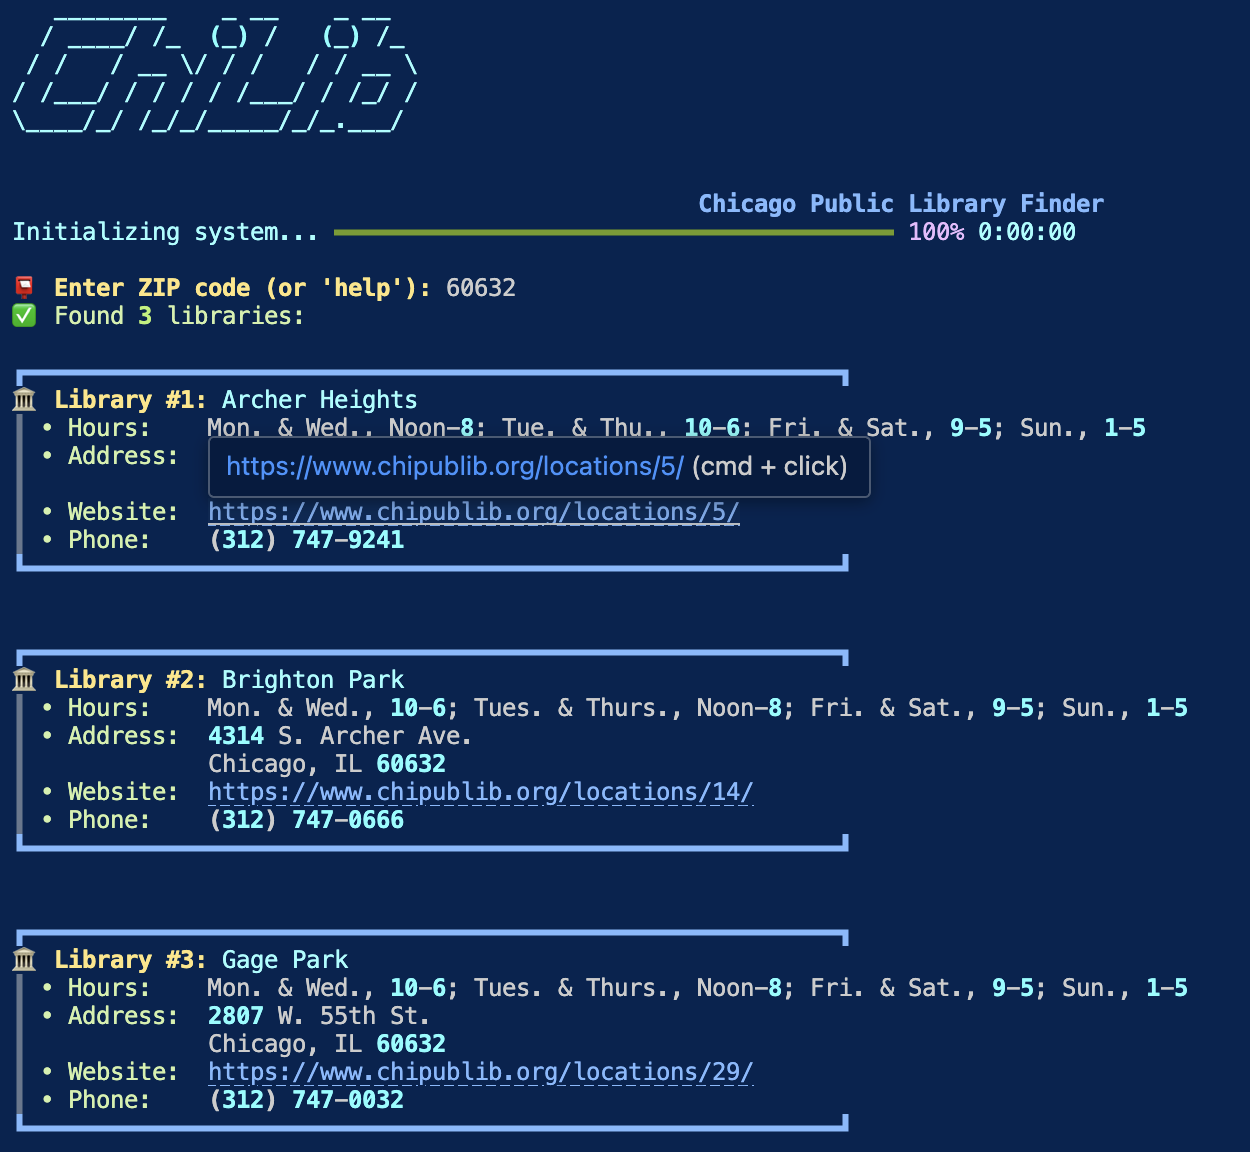 ChiLib
Chicago Public Library Finder
Initializing system... 100% 0:00:00
Enter ZIP code (or 'help'): 60632
Found 3 libraries:
Library #1: Archer Heights
• Hours: Mon. & Wed., Noon-8; Tue. & Thu., 10-6; Fri. & Sat., 9-5; Sun., 1-5
• Address:
https://www.chipublib.org/locations/5/ (cmd + click)
• Website: https://www.chipublib.org/locations/5/
• Phone: (312) 747-9241
Library #2: Brighton Park
• Hours: Mon. & Wed., 10-6; Tues. & Thurs., Noon-8; Fri. & Sat., 9-5; Sun., 1-5
• Address: 4314 S. Archer Ave.
Chicago, IL 60632
• Website: https://www.chipublib.org/locations/14/
• Phone: (312) 747-0666
Library #3: Gage Park
• Hours: Mon. & Wed., 10-6; Tues. & Thurs., Noon-8; Fri. & Sat., 9-5; Sun., 1-5
• Address: 2807 W. 55th St.
Chicago, IL 60632
• Website: https://www.chipublib.org/locations/29/
• Phone: (312) 747-0032